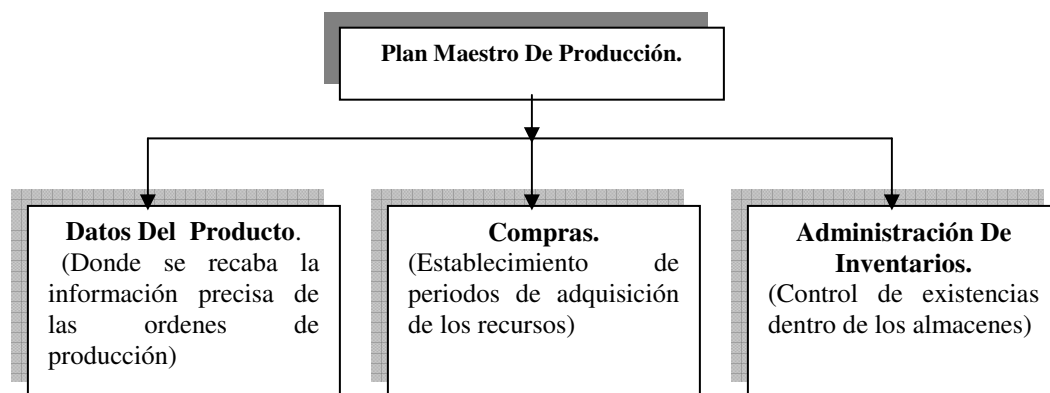 Plan Maestro De Producción.
Datos Del Producto.
(Donde se recaba la
información precisa de
las ordenes de
producción)
Compras.
(Establecimiento de
periodos de adquisición
de los recursos)
Administración De
Inventarios.
(Control de existencias
dentro de los almacenes)